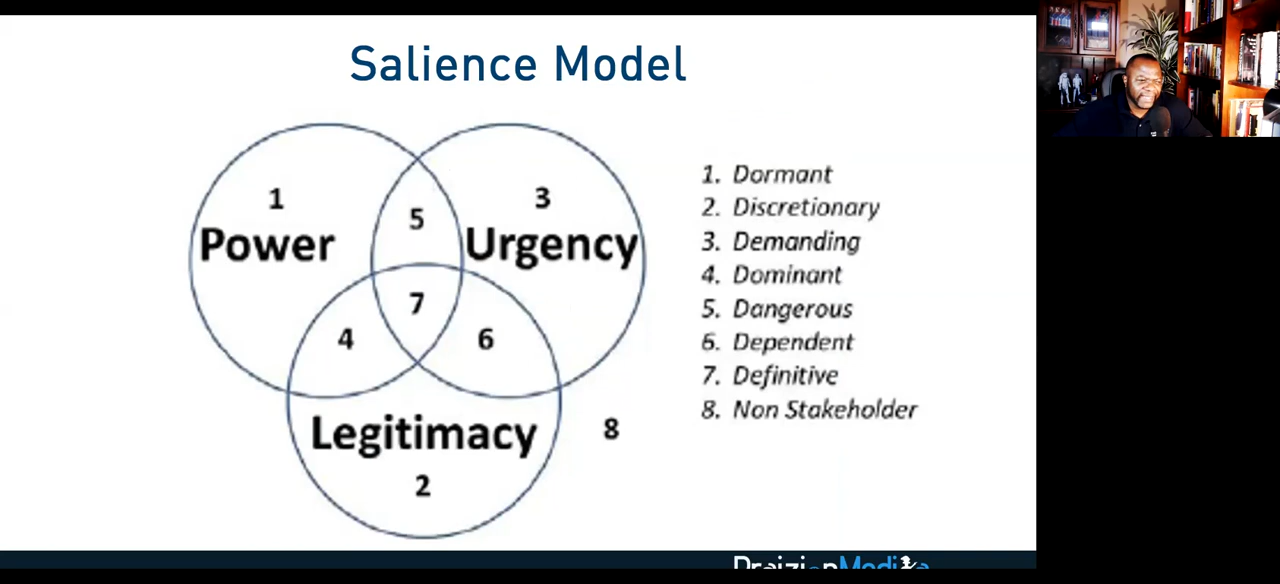 Salience Model
1
Power
5
3
Urgency
7
4
6
Legitimacy
2
8
1. Dormant
2. Discretionary
3. Demanding
4. Dominant
5. Dangerous
6. Dependent
7. Definitive
8. Non Stakeholder
PraizionMedia